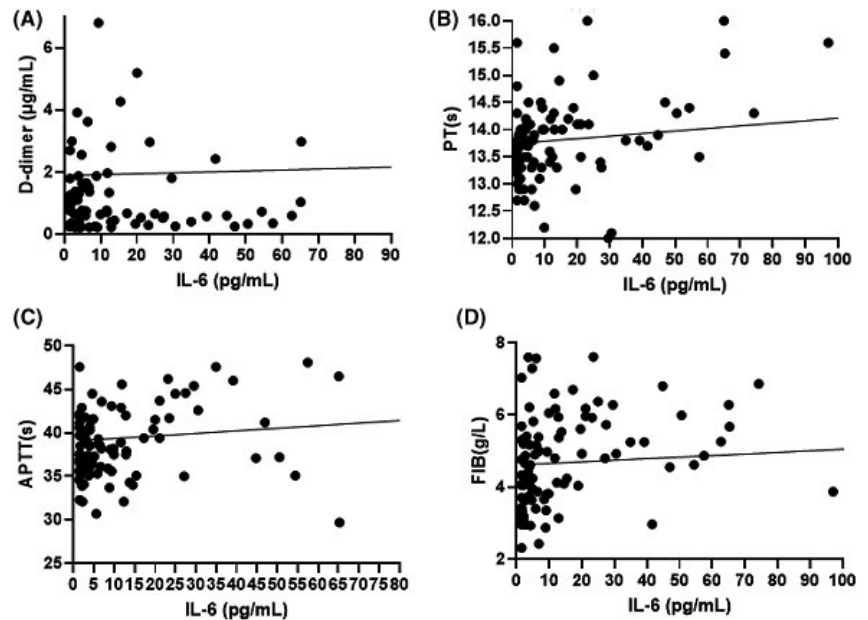 (A)
D-dimer (μg/mL)
6
4
2
0
0 10 20 30 40 50 60 70 80 90
IL-6 (pg/mL)
(B)
PT(s)
16.0
15.5
15.0
14.5
14.0
13.5
13.0
12.5
12.0
0 10 20 30 40 50 60 70 80 90 100
IL-6 (pg/mL)
(C)
APTT(s)
50
45
40
35
30
25
0 5 10 15 20 25 30 35 40 45 50 55 60 65 70 75 80
IL-6 (pg/mL)
(D)
FIB(g/L)
8
6
4
2
0 10 20 30 40 50 60 70 80 90 100
IL-6 (pg/mL)